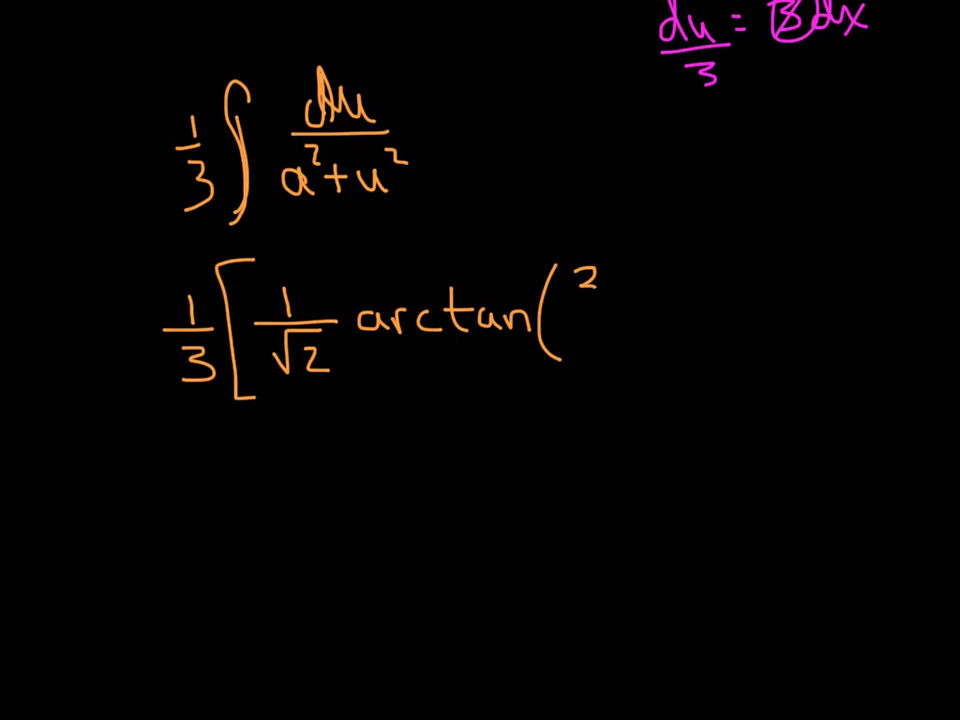 du/3 = 3dx
1/3 ∫ du/(a²+u²)
1/3 [ 1/√2 arctan( 2